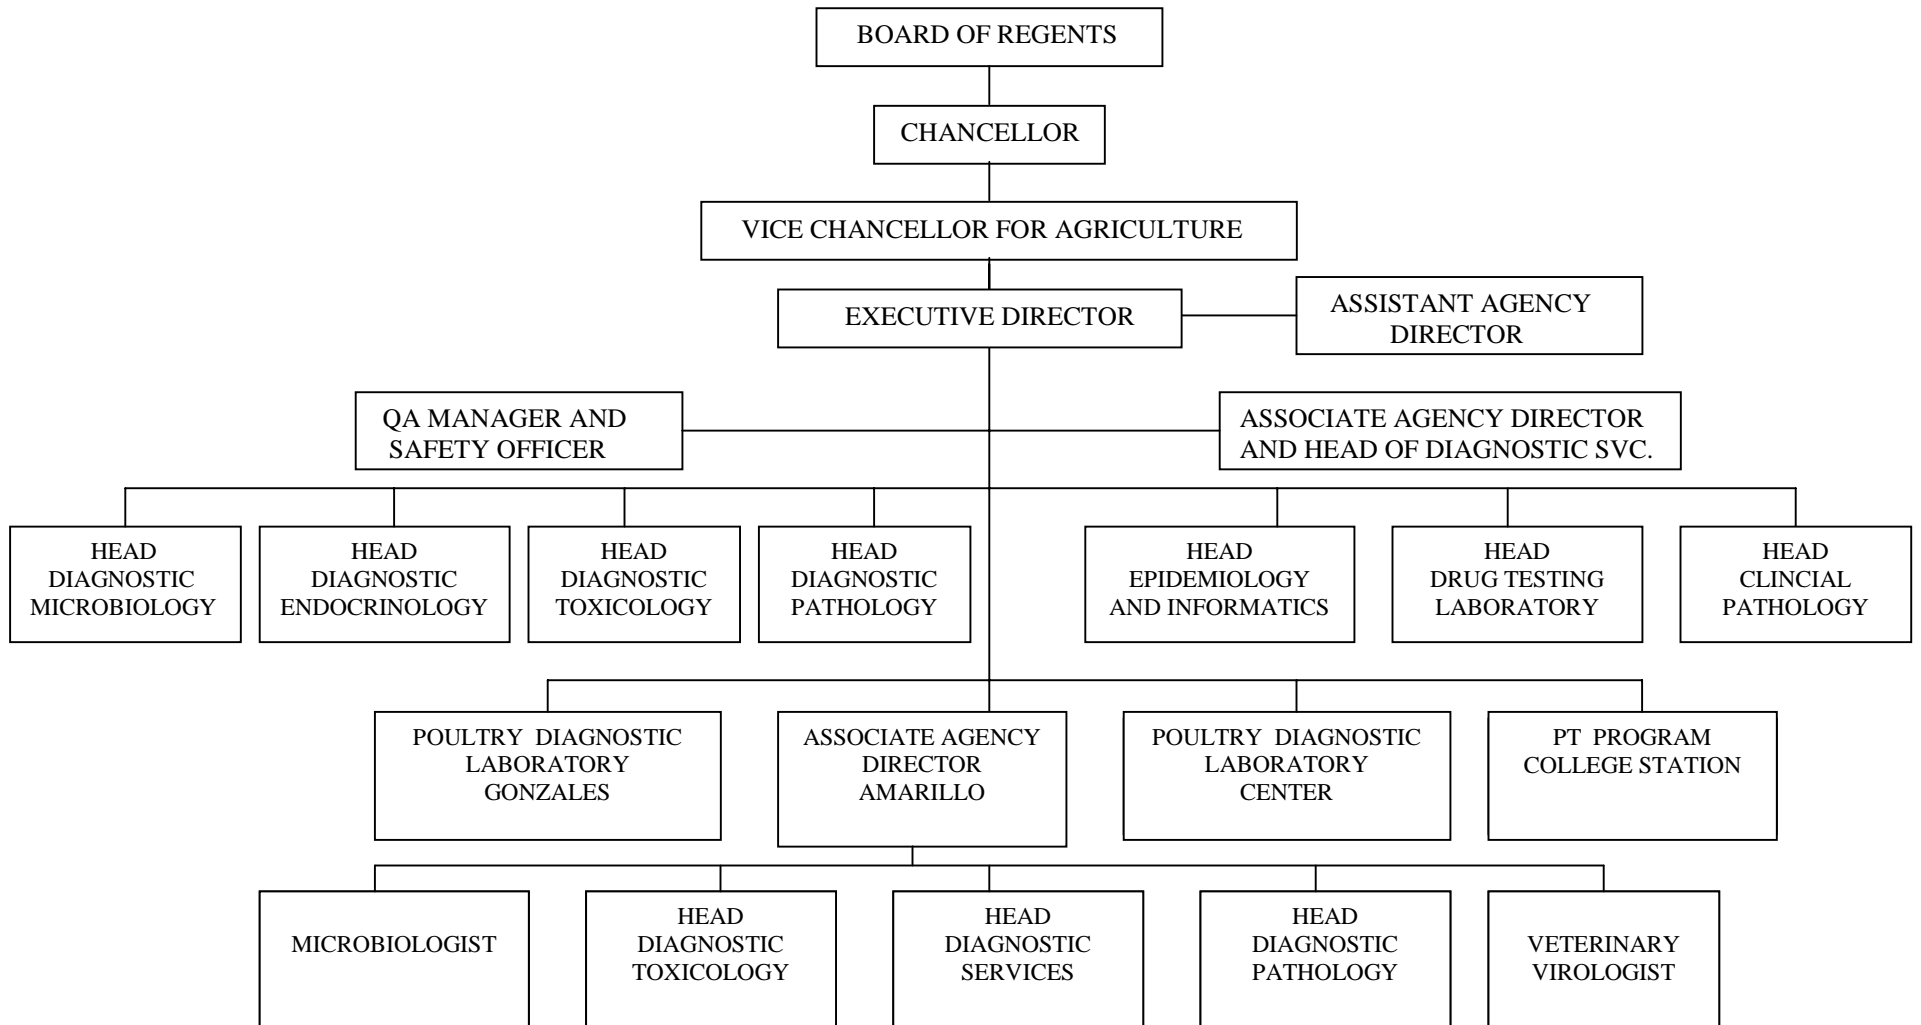 BOARD OF REGENTS
CHANCELLOR
VICE CHANCELLOR FOR AGRICULTURE
EXECUTIVE DIRECTOR
ASSISTANT AGENCY
DIRECTOR
QA MANAGER AND
SAFETY OFFICER
ASSOCIATE AGENCY DIRECTOR
AND HEAD OF DIAGNOSTIC SVC.
HEAD
DIAGNOSTIC
MICROBIOLOGY
HEAD
DIAGNOSTIC
ENDOCRINOLOGY
HEAD
DIAGNOSTIC
TOXICOLOGY
HEAD
DIAGNOSTIC
PATHOLOGY
HEAD
EPIDEMIOLOGY
AND INFORMATICS
HEAD
DRUG TESTING
LABORATORY
HEAD
CLINCIAL
PATHOLOGY
POULTRY DIAGNOSTIC
LABORATORY
GONZALES
ASSOCIATE AGENCY
DIRECTOR
AMARILLO
POULTRY DIAGNOSTIC
LABORATORY
CENTER
PT PROGRAM
COLLEGE STATION
MICROBIOLOGIST
HEAD
DIAGNOSTIC
TOXICOLOGY
HEAD
DIAGNOSTIC
SERVICES
HEAD
DIAGNOSTIC
PATHOLOGY
VETERINARY
VIROLOGIST